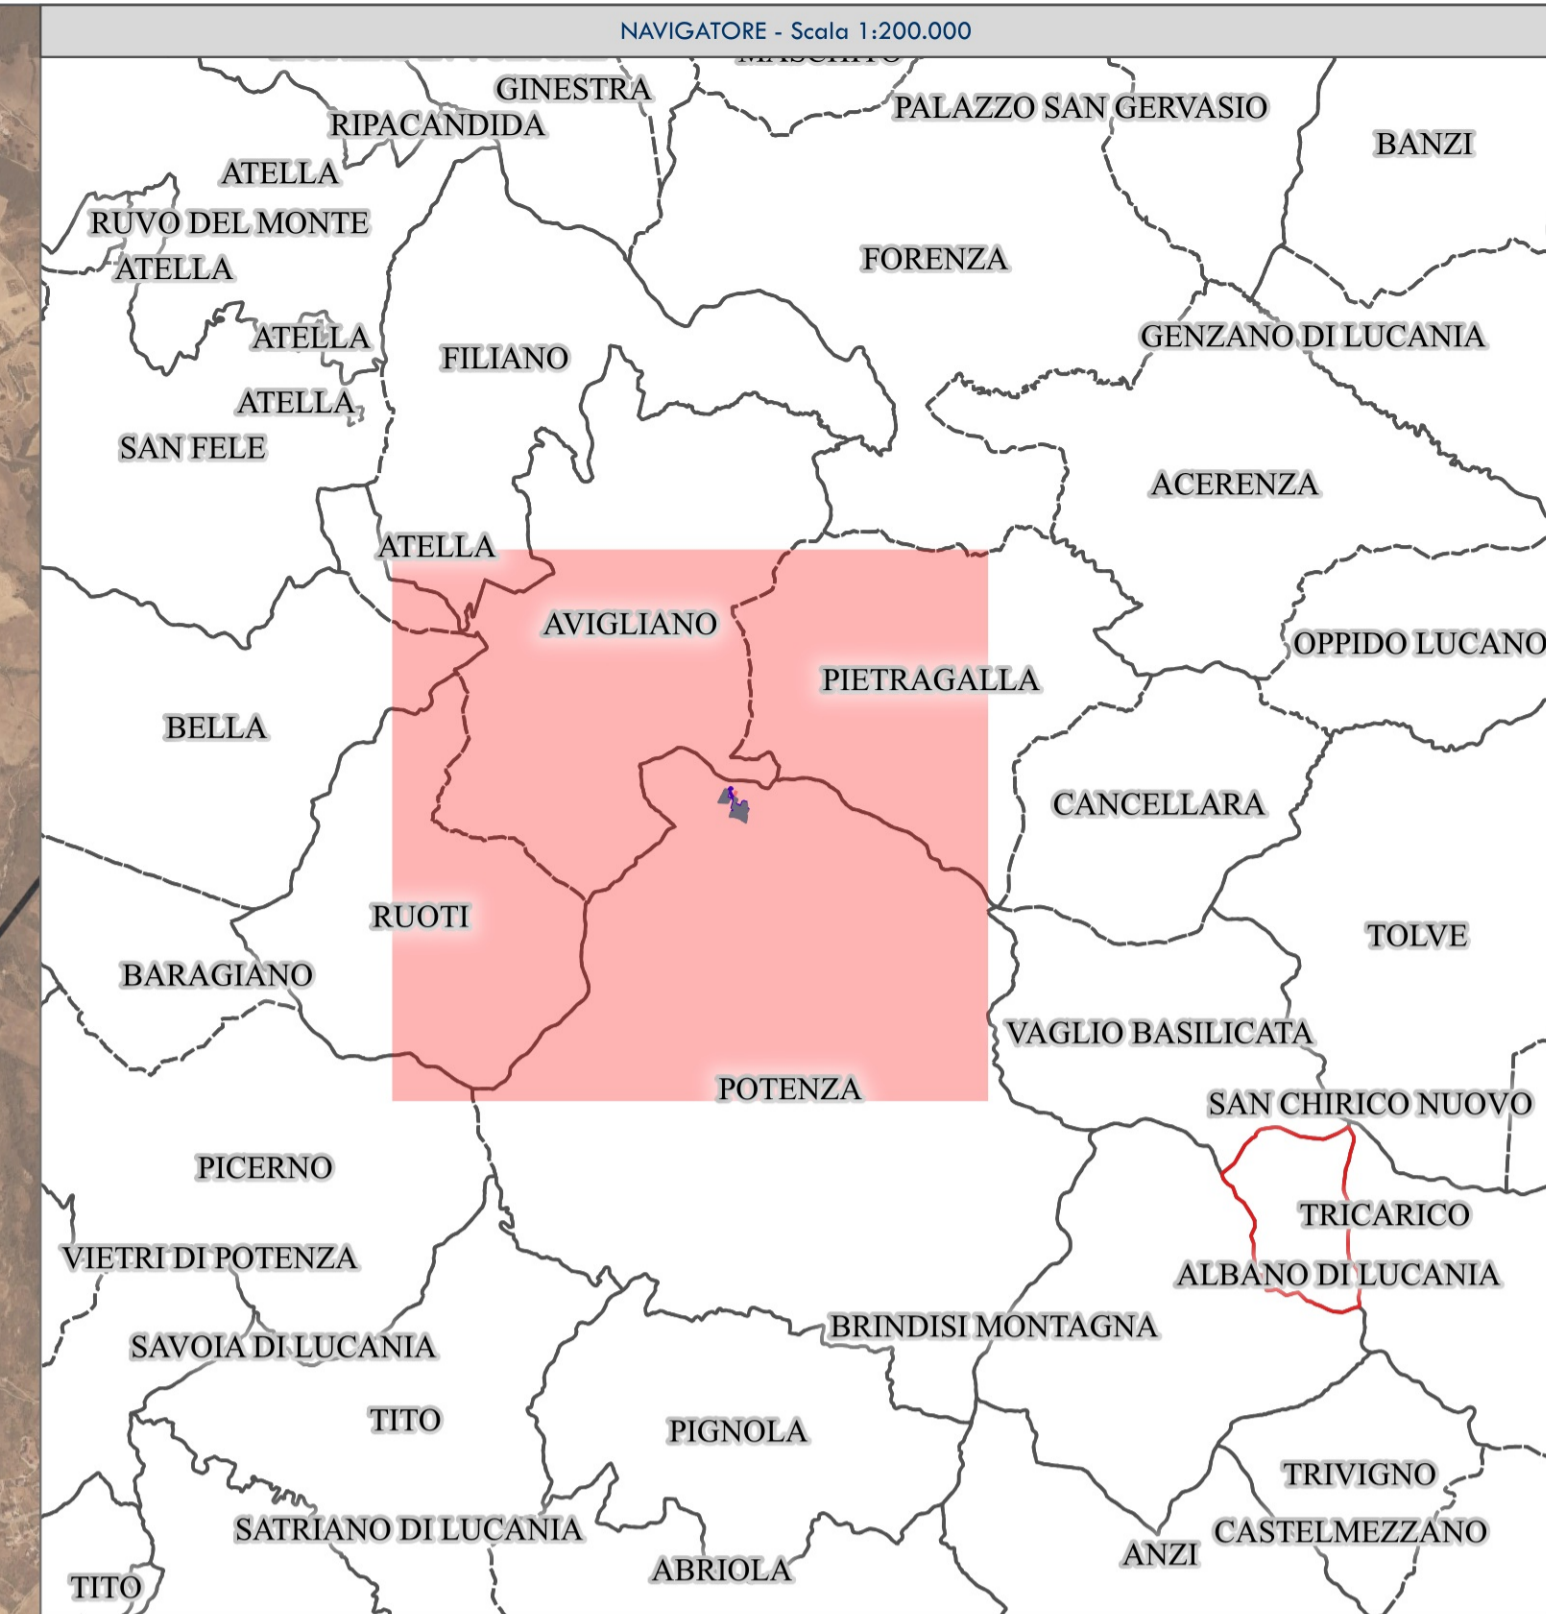 NAVIGATORE - Scala 1:200.000
MASCHITO
GINESTRA
PALAZZO SAN GERVASIO
RIPACANDIDA
BANZI
ATELLA
RUVO DEL MONTE
FORENZA
ATELLA
ATELLA
GENZANO DI LUCANIA
FILIANO
ATELLA
SAN FELE
ACERENZA
ATELLA
AVIGLIANO
OPPIDO LUCANO
PIETRAGALLA
BELLA
CANCELLARA
RUOTI
TOLVE
BARAGIANO
VAGLIO BASILICATA
POTENZA
SAN CHIRICO NUOVO
PICERNO
TRICARICO
VIETRI DI POTENZA
ALBANO DI LUCANIA
BRINDISI MONTAGNA
SAVOIA DI LUCANIA
TITO
PIGNOLA
TRIVIGNO
SATRIANO DI LUCANIA
CASTELMEZZANO
ANZI
ABRIOLA
TITO